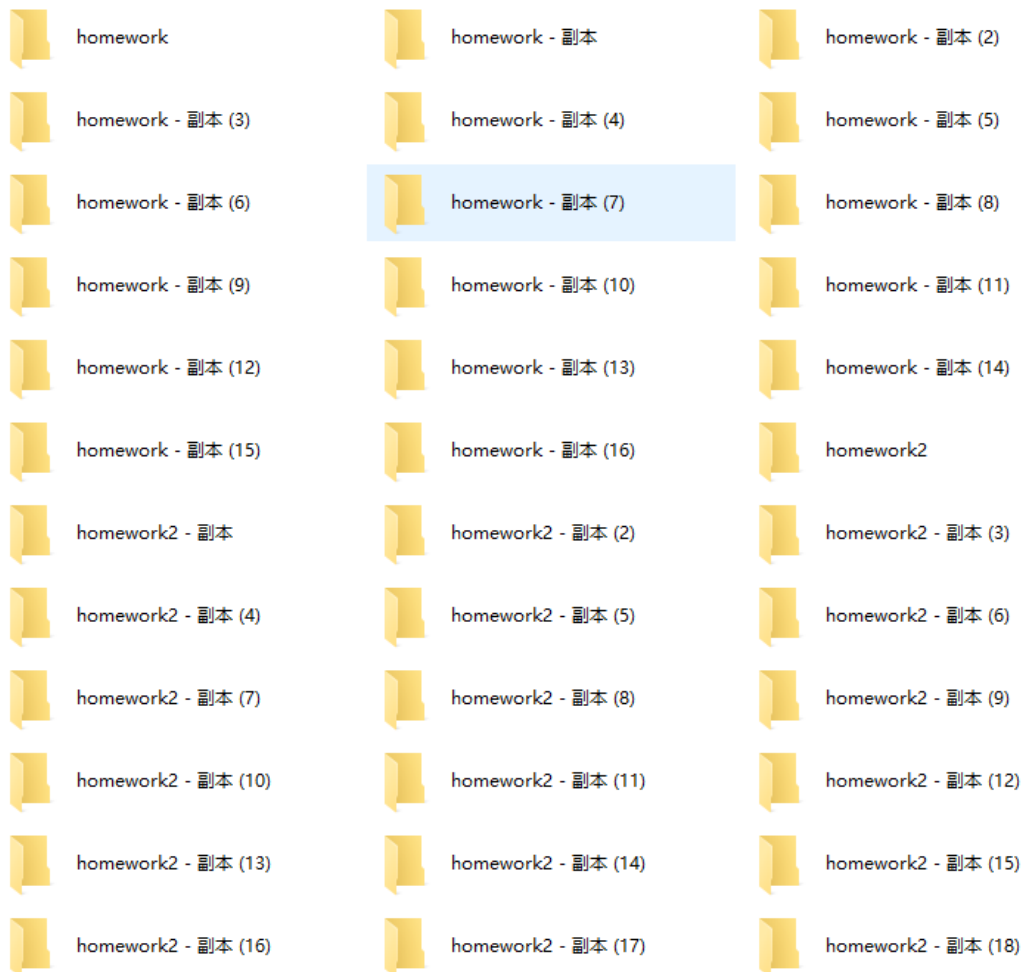 homework
homework - 副本
homework - 副本 (2)
homework - 副本 (3)
homework - 副本 (4)
homework - 副本 (5)
homework - 副本 (6)
homework - 副本 (7)
homework - 副本 (8)
homework - 副本 (9)
homework - 副本 (10)
homework - 副本 (11)
homework - 副本 (12)
homework - 副本 (13)
homework - 副本 (14)
homework - 副本 (15)
homework - 副本 (16)
homework2
homework2 - 副本
homework2 - 副本 (2)
homework2 - 副本 (3)
homework2 - 副本 (4)
homework2 - 副本 (5)
homework2 - 副本 (6)
homework2 - 副本 (7)
homework2 - 副本 (8)
homework2 - 副本 (9)
homework2 - 副本 (10)
homework2 - 副本 (11)
homework2 - 副本 (12)
homework2 - 副本 (13)
homework2 - 副本 (14)
homework2 - 副本 (15)
homework2 - 副本 (16)
homework2 - 副本 (17)
homework2 - 副本 (18)